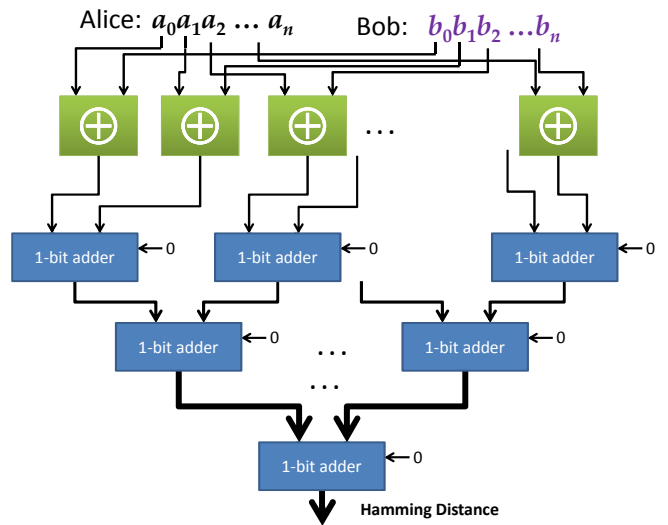 Alice: a₀a₁a₂ … aₙ Bob: b₀b₁b₂ …bₙ
...
1-bit adder 0 1-bit adder 0 1-bit adder 0
1-bit adder 0 ... 1-bit adder 0
...
1-bit adder 0
Hamming Distance